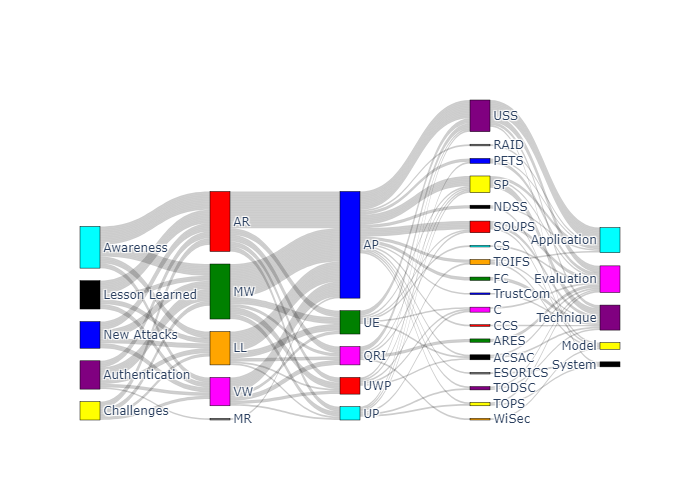 Awareness
Lesson Learned
New Attacks
Authentication
Challenges
AR
MW
LL
VW
MR
AP
UE
QRI
UWP
UP
USS
RAID
PETS
SP
NDSS
SOUPS
CS
TOIFS
FC
TrustCom
C
CCS
ARES
ACSAC
ESORICS
TODSC
TOPS
WiSec
Application
Evaluation
Technique
Model
System